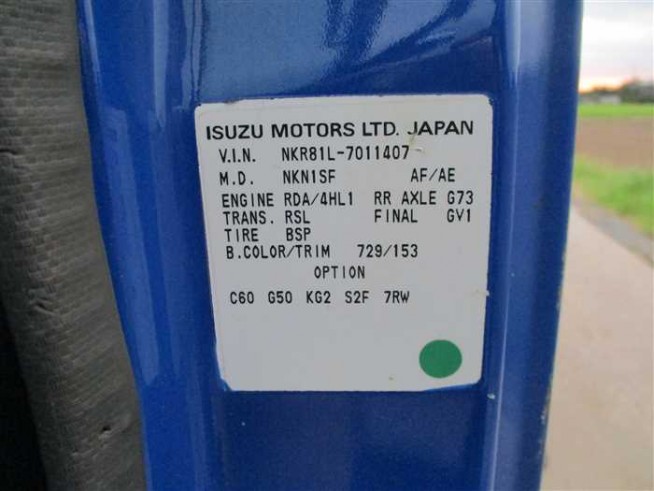 ISUZU MOTORS LTD. JAPAN
V.I.N. NKR81L-7011407
M.D. NKN1SF AF/AE
ENGINE RDA/4HL1 RR AXLE G73
TRANS. RSL FINAL GV1
TIRE BSP
B.COLOR/TRIM 729/153
OPTION
C60 G50 KG2 S2F 7RW